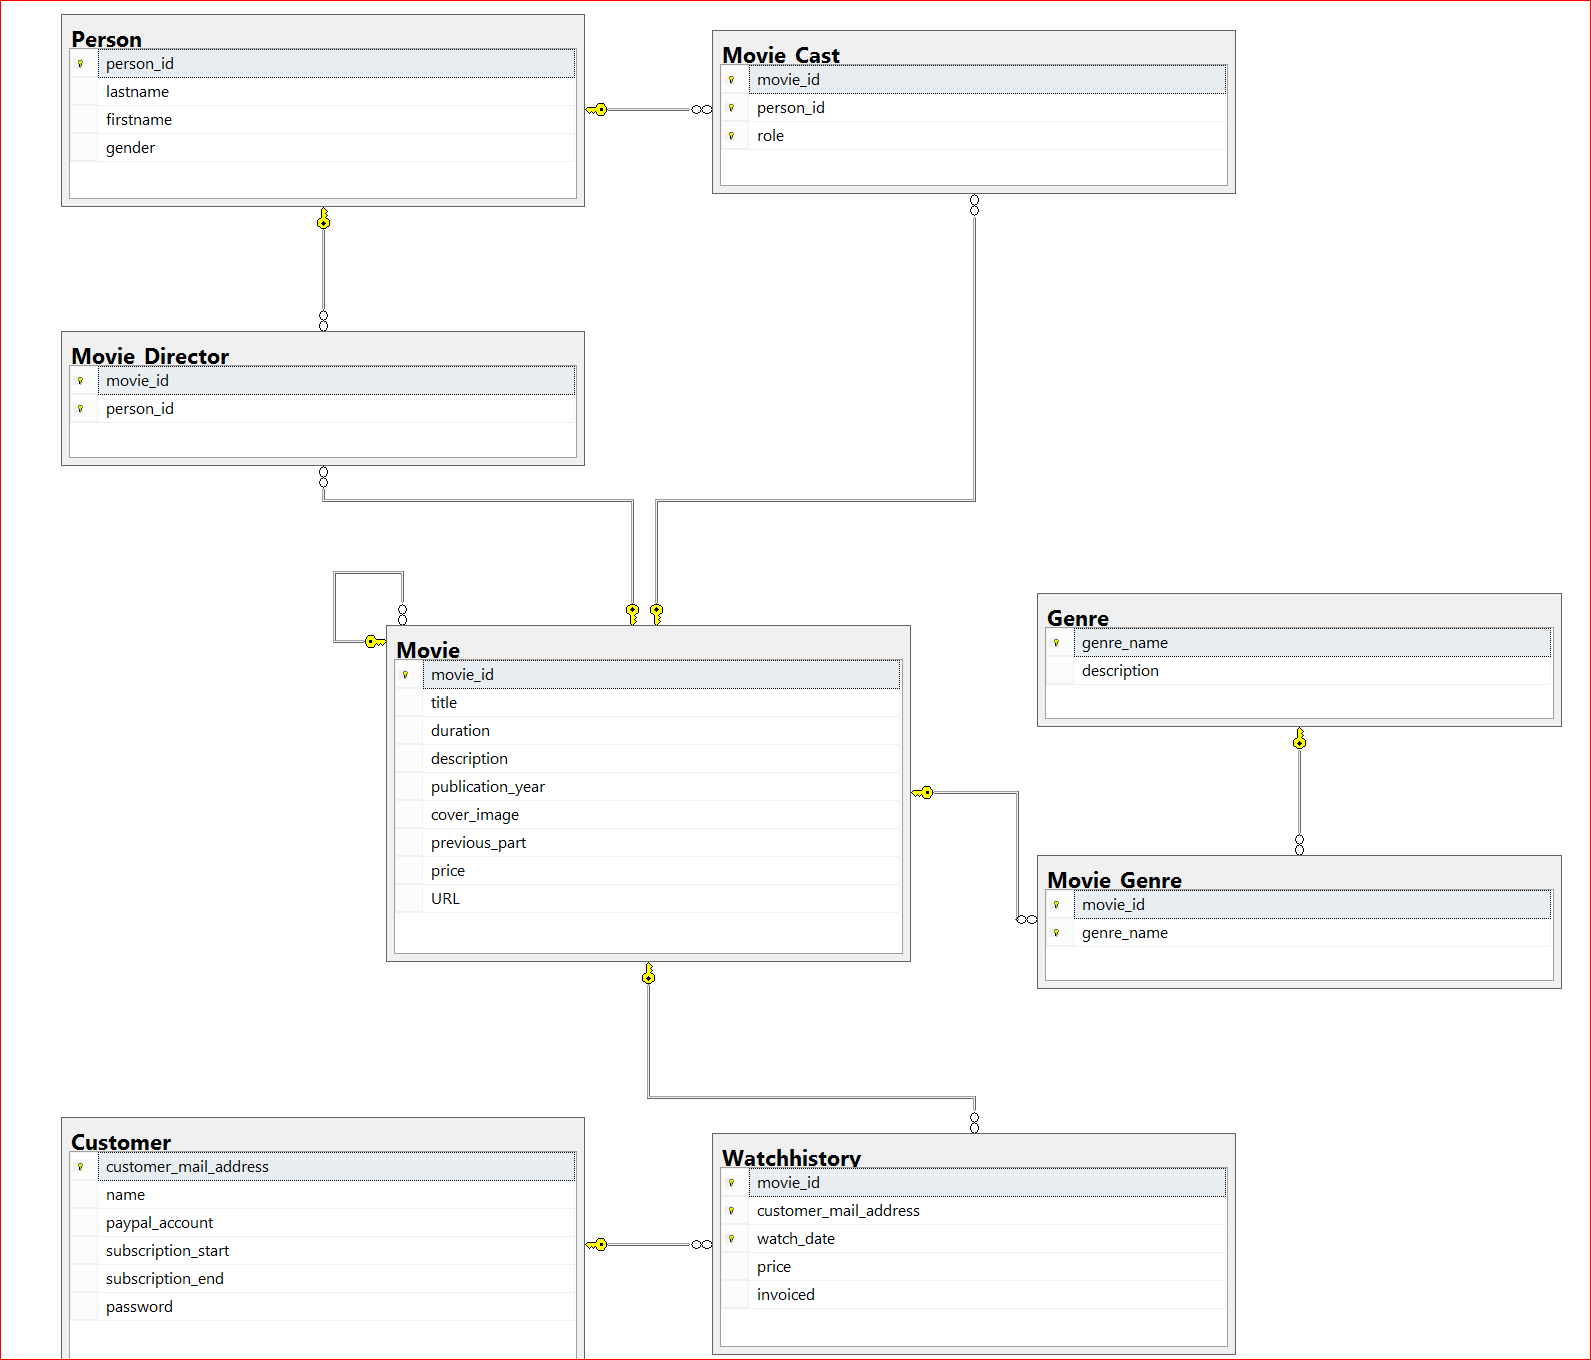 Person
person_id
lastname
firstname
gender
Movie_Cast
movie_id
person_id
role
Movie_Director
movie_id
person_id
Movie
movie_id
title
duration
description
publication_year
cover_image
previous_part
price
URL
Genre
genre_name
description
Movie_Genre
movie_id
genre_name
Customer
customer_mail_address
name
paypal_account
subscription_start
subscription_end
password
Watchhistory
movie_id
customer_mail_address
watch_date
price
invoiced